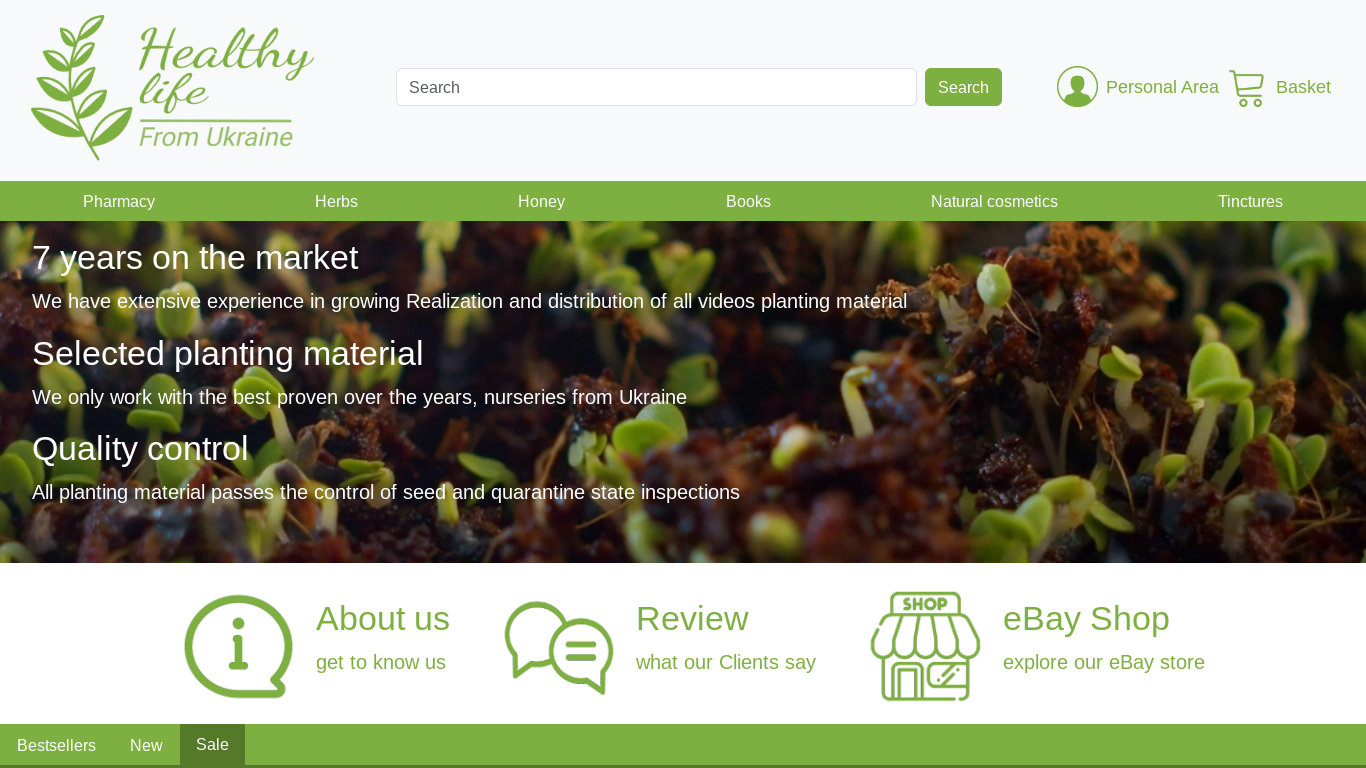 Healthy
life
From Ukraine
Search
Search
Personal Area
Basket
Pharmacy
Herbs
Honey
Books
Natural cosmetics
Tinctures
7 years on the market
We have extensive experience in growing Realization and distribution of all videos planting material
Selected planting material
We only work with the best proven over the years, nurseries from Ukraine
Quality control
All planting material passes the control of seed and quarantine state inspections
About us
get to know us
Review
what our Clients say
SHOP
eBay Shop
explore our eBay store
Bestsellers
New
Sale